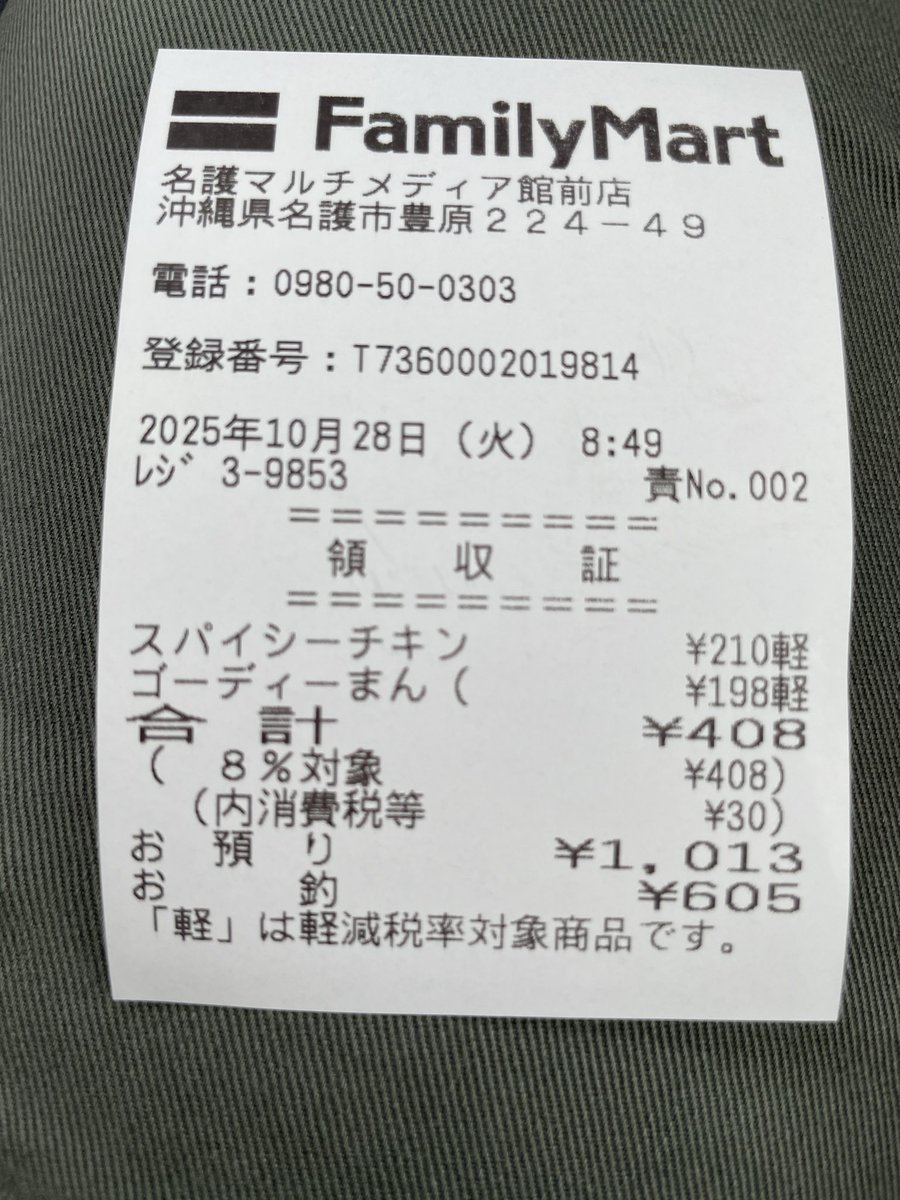 FamilyMart
名護マルチメディア館前店
沖縄県名護市豊原224-49
電話:0980-50-0303
登録番号:T7360002019814
2025年10月28日(火) 8:49
ﾚｼﾞ 3-9853 責No.002
=========
領 収 証
=========
スパイシーチキン ¥210軽
ゴーディーまん( ¥198軽
合 計 ¥408
( 8%対象 ¥408)
(内消費税等 ¥30)
お 預 り ¥1,013
お 釣 ¥605
「軽」は軽減税率対象商品です。